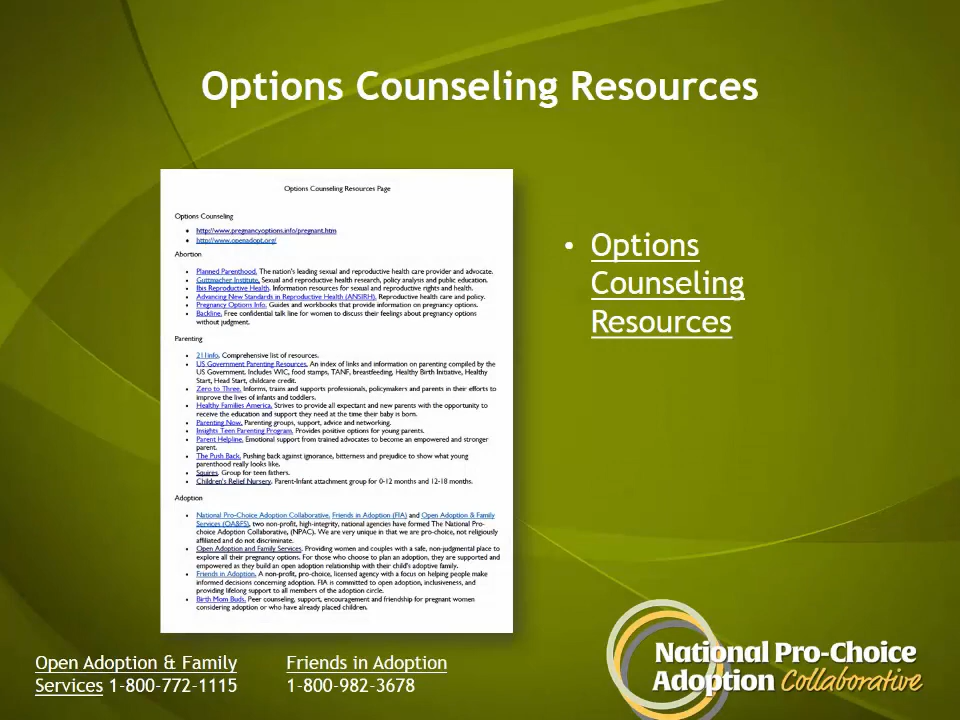 Options Counseling Resources
Options Counseling Resources Page
Options Counseling
• http://www.pregnancyoptions.info/pregnant.htm
• http://www.openadopt.org/
Abortion
• Planned Parenthood. The nation's leading sexual and reproductive health care provider and advocate.
• Guttmacher Institute. Sexual and reproductive health research, policy analysis and public education.
• Ibis Reproductive Health. Information resources for sexual and reproductive rights and health.
• Advancing New Standards in Reproductive Health (ANSIRH). Reproductive health care and policy.
• Pregnancy Options Info. Guides and workbooks that provide information on pregnancy options.
• Backline. Free confidential talk line for women to discuss their feelings about pregnancy options
without judgment.
Parenting
• 211info. Comprehensive list of resources.
• US Government Parenting Resources. An index of links and information on parenting compiled by the
US Government. Includes WIC, food stamps, TANF, breastfeeding, Healthy Birth Initiative, Healthy
Start, Head Start, childcare credit.
• Zero to Three. Informs, trains and supports professionals, policymakers and parents in their efforts to
improve the lives of infants and toddlers.
• Healthy Families America. Strives to provide all expectant and new parents with the opportunity to
receive the education and support they need at the time their baby is born.
• Parenting Now. Parenting groups, support, advice and networking.
• Insights Teen Parenting Program. Provides positive options for young parents.
• Parent Helpline. Emotional support from trained advocates to become an empowered and stronger
parent.
• The Push Back. Pushing back against ignorance, bitterness and prejudice to show what young
parenthood really looks like.
• Squires. Group for teen fathers.
• Children's Relief Nursery. Parent-Infant attachment group for 0-12 months and 12-18 months.
Adoption
• National Pro-Choice Adoption Collaborative. Friends in Adoption (FIA) and Open Adoption & Family
Services (OA&FS), two non-profit, high-integrity, national agencies have formed The National Pro-
choice Adoption Collaborative, (NPAC). We are very unique in that we are pro-choice, not religiously
affiliated and do not discriminate.
• Open Adoption and Family Services. Providing women and couples with a safe, non-judgmental place to
explore all their pregnancy options. For those who choose to plan an adoption, they are supported and
empowered as they build an open adoption relationship with their child's adoptive family.
• Friends in Adoption. A non-profit, pro-choice, licensed agency with a focus on helping people make
informed decisions concerning adoption. FIA is committed to open adoption, inclusiveness, and
providing lifelong support to all members of the adoption circle.
• Birth Mom Buds. Peer counseling, support, encouragement and friendship for pregnant women
considering adoption or who have already placed children.
• Options
Counseling
Resources
Open Adoption & Family
Services 1-800-772-1115
Friends in Adoption
1-800-982-3678
National Pro-Choice
Adoption Collaborative